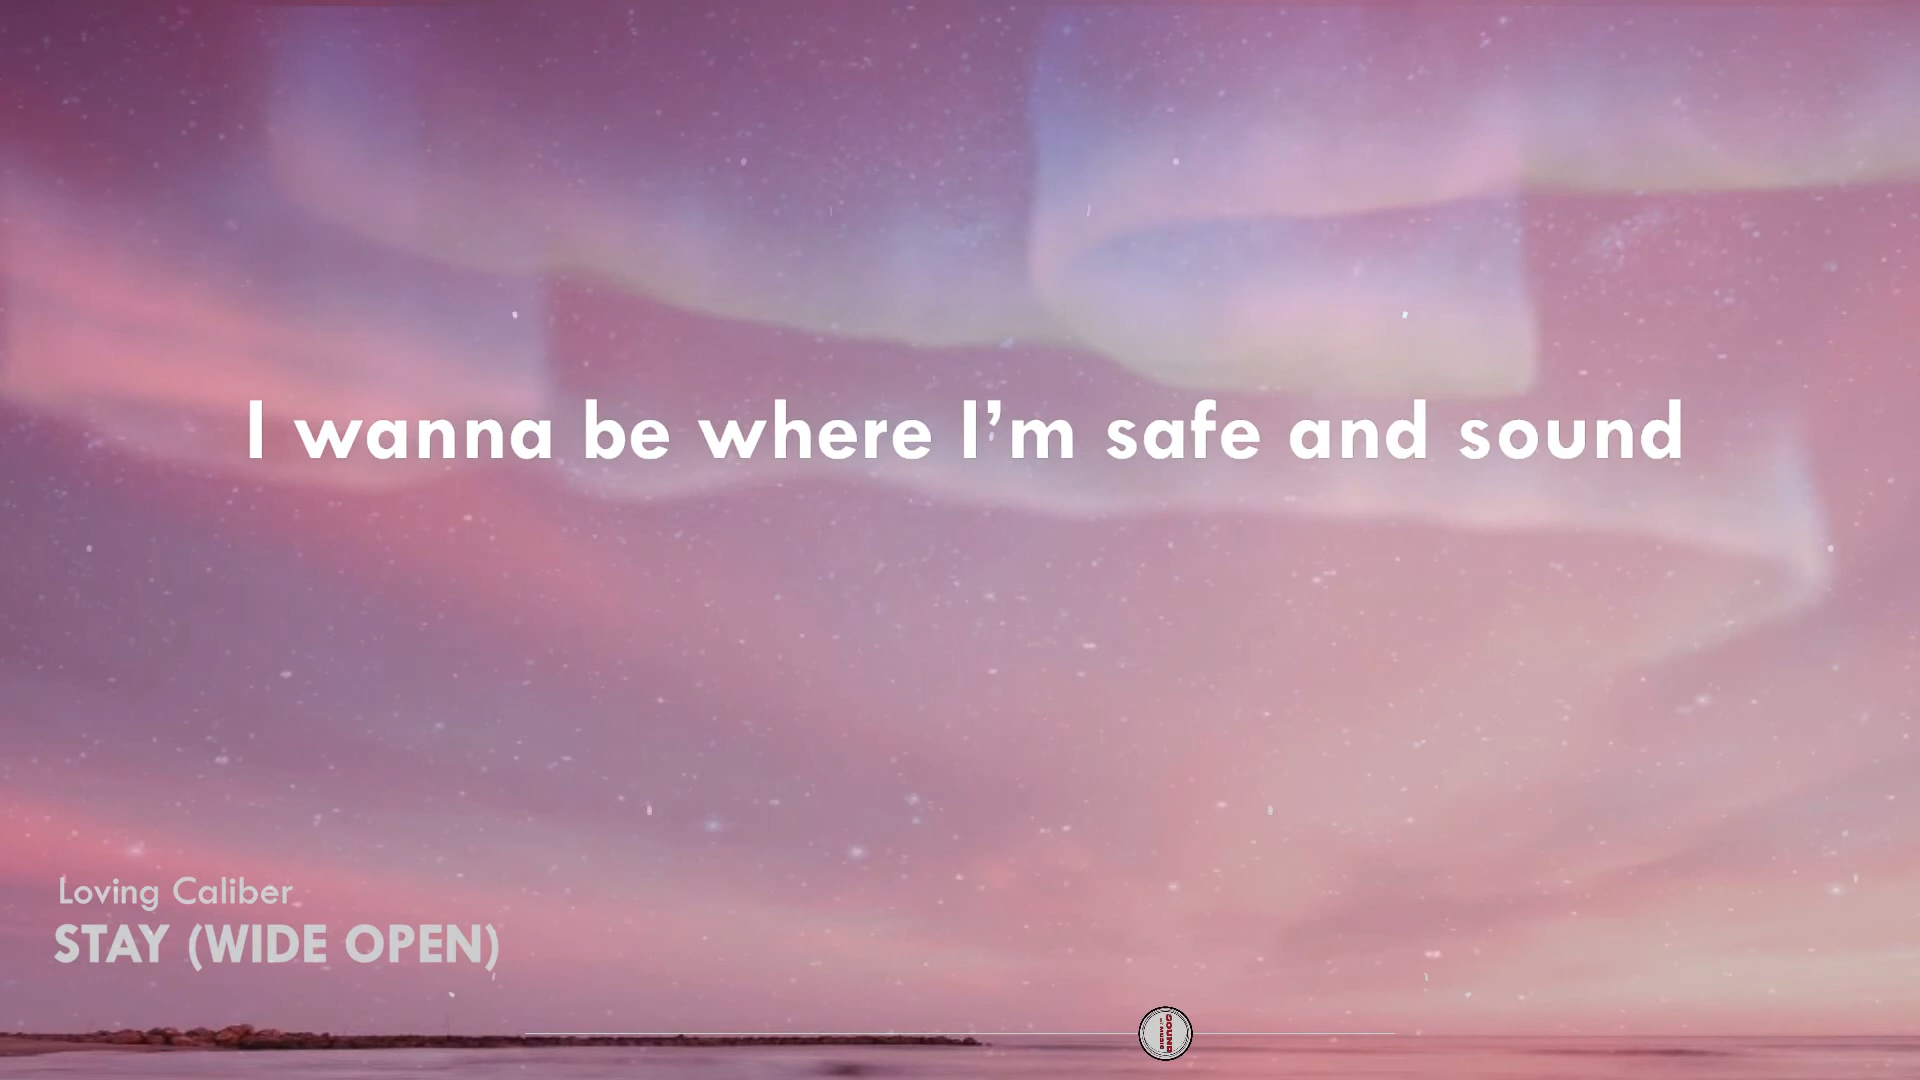 I wanna be where I’m safe and sound
Loving Caliber
STAY (WIDE OPEN)